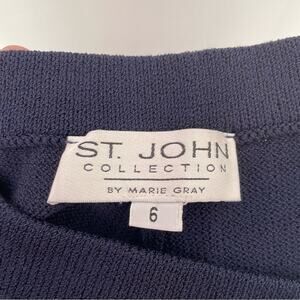 ST. JOHN
COLLECTION
BY MARIE GRAY
6